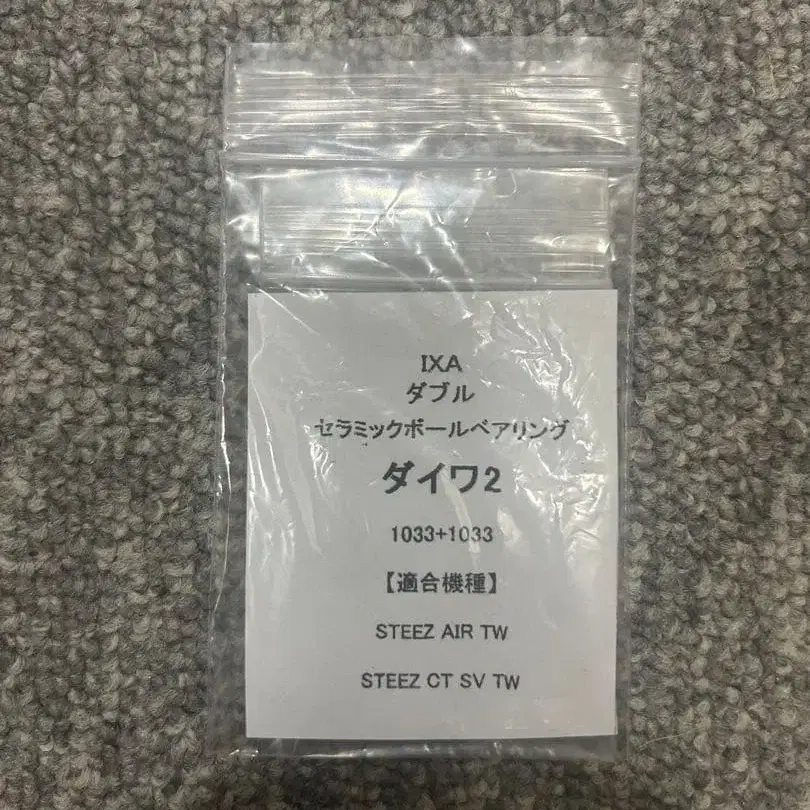 IXA
ダブル
セラミックボールベアリング
ダイワ2
1033+1033
【適合機種】
STEEZ AIR TW
STEEZ CT SV TW